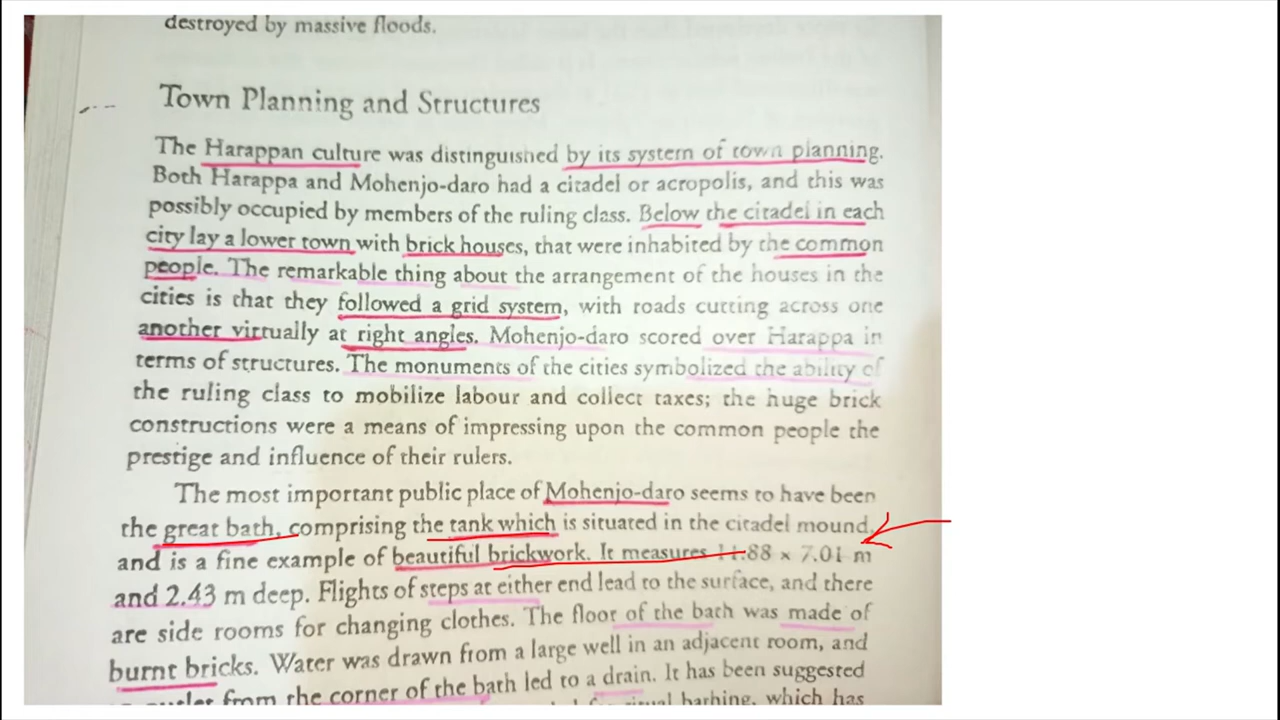 destroyed by massive floods.
Town Planning and Structures
The Harappan culture was distinguished by its system of town planning.
Both Harappa and Mohenjo-daro had a citadel or acropolis, and this was
possibly occupied by members of the ruling class. Below the citadel in each
city lay a lower town with brick houses, that were inhabited by the common
people. The remarkable thing about the arrangement of the houses in the
cities is that they followed a grid system, with roads cutting across one
another virtually at right angles. Mohenjo-daro scored over Harappa in
terms of structures. The monuments of the cities symbolized the ability of
the ruling class to mobilize labour and collect taxes; the huge brick
constructions were a means of impressing upon the common people the
prestige and influence of their rulers.
The most important public place of Mohenjo-daro seems to have been
the great bath, comprising the tank which is situated in the citadel mound,
and is a fine example of beautiful brickwork. It measures 11.88 × 7.01 m
and 2.43 m deep. Flights of steps at either end lead to the surface, and there
are side rooms for changing clothes. The floor of the bath was made of
burnt bricks. Water was drawn from a large well in an adjacent room, and
outlet from the corner of the bath led to a drain. It has been suggested
ritual bathing, which has